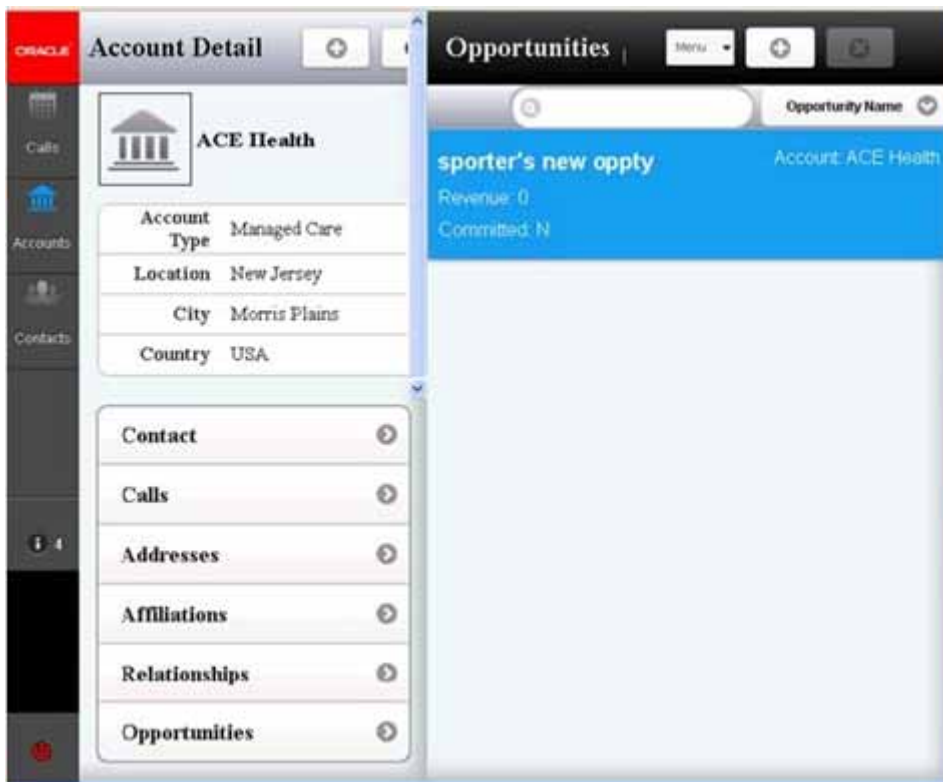 ORACLE
Calls
Accounts
Contacts
i 4
Account Detail
ACE Health
Account Type Managed Care
Location New Jersey
City Morris Plains
Country USA
Contact
Calls
Addresses
Affiliations
Relationships
Opportunities
Opportunities
Menu
Opportunity Name
sporter's new oppty
Account: ACE Health
Revenue: 0
Committed: N